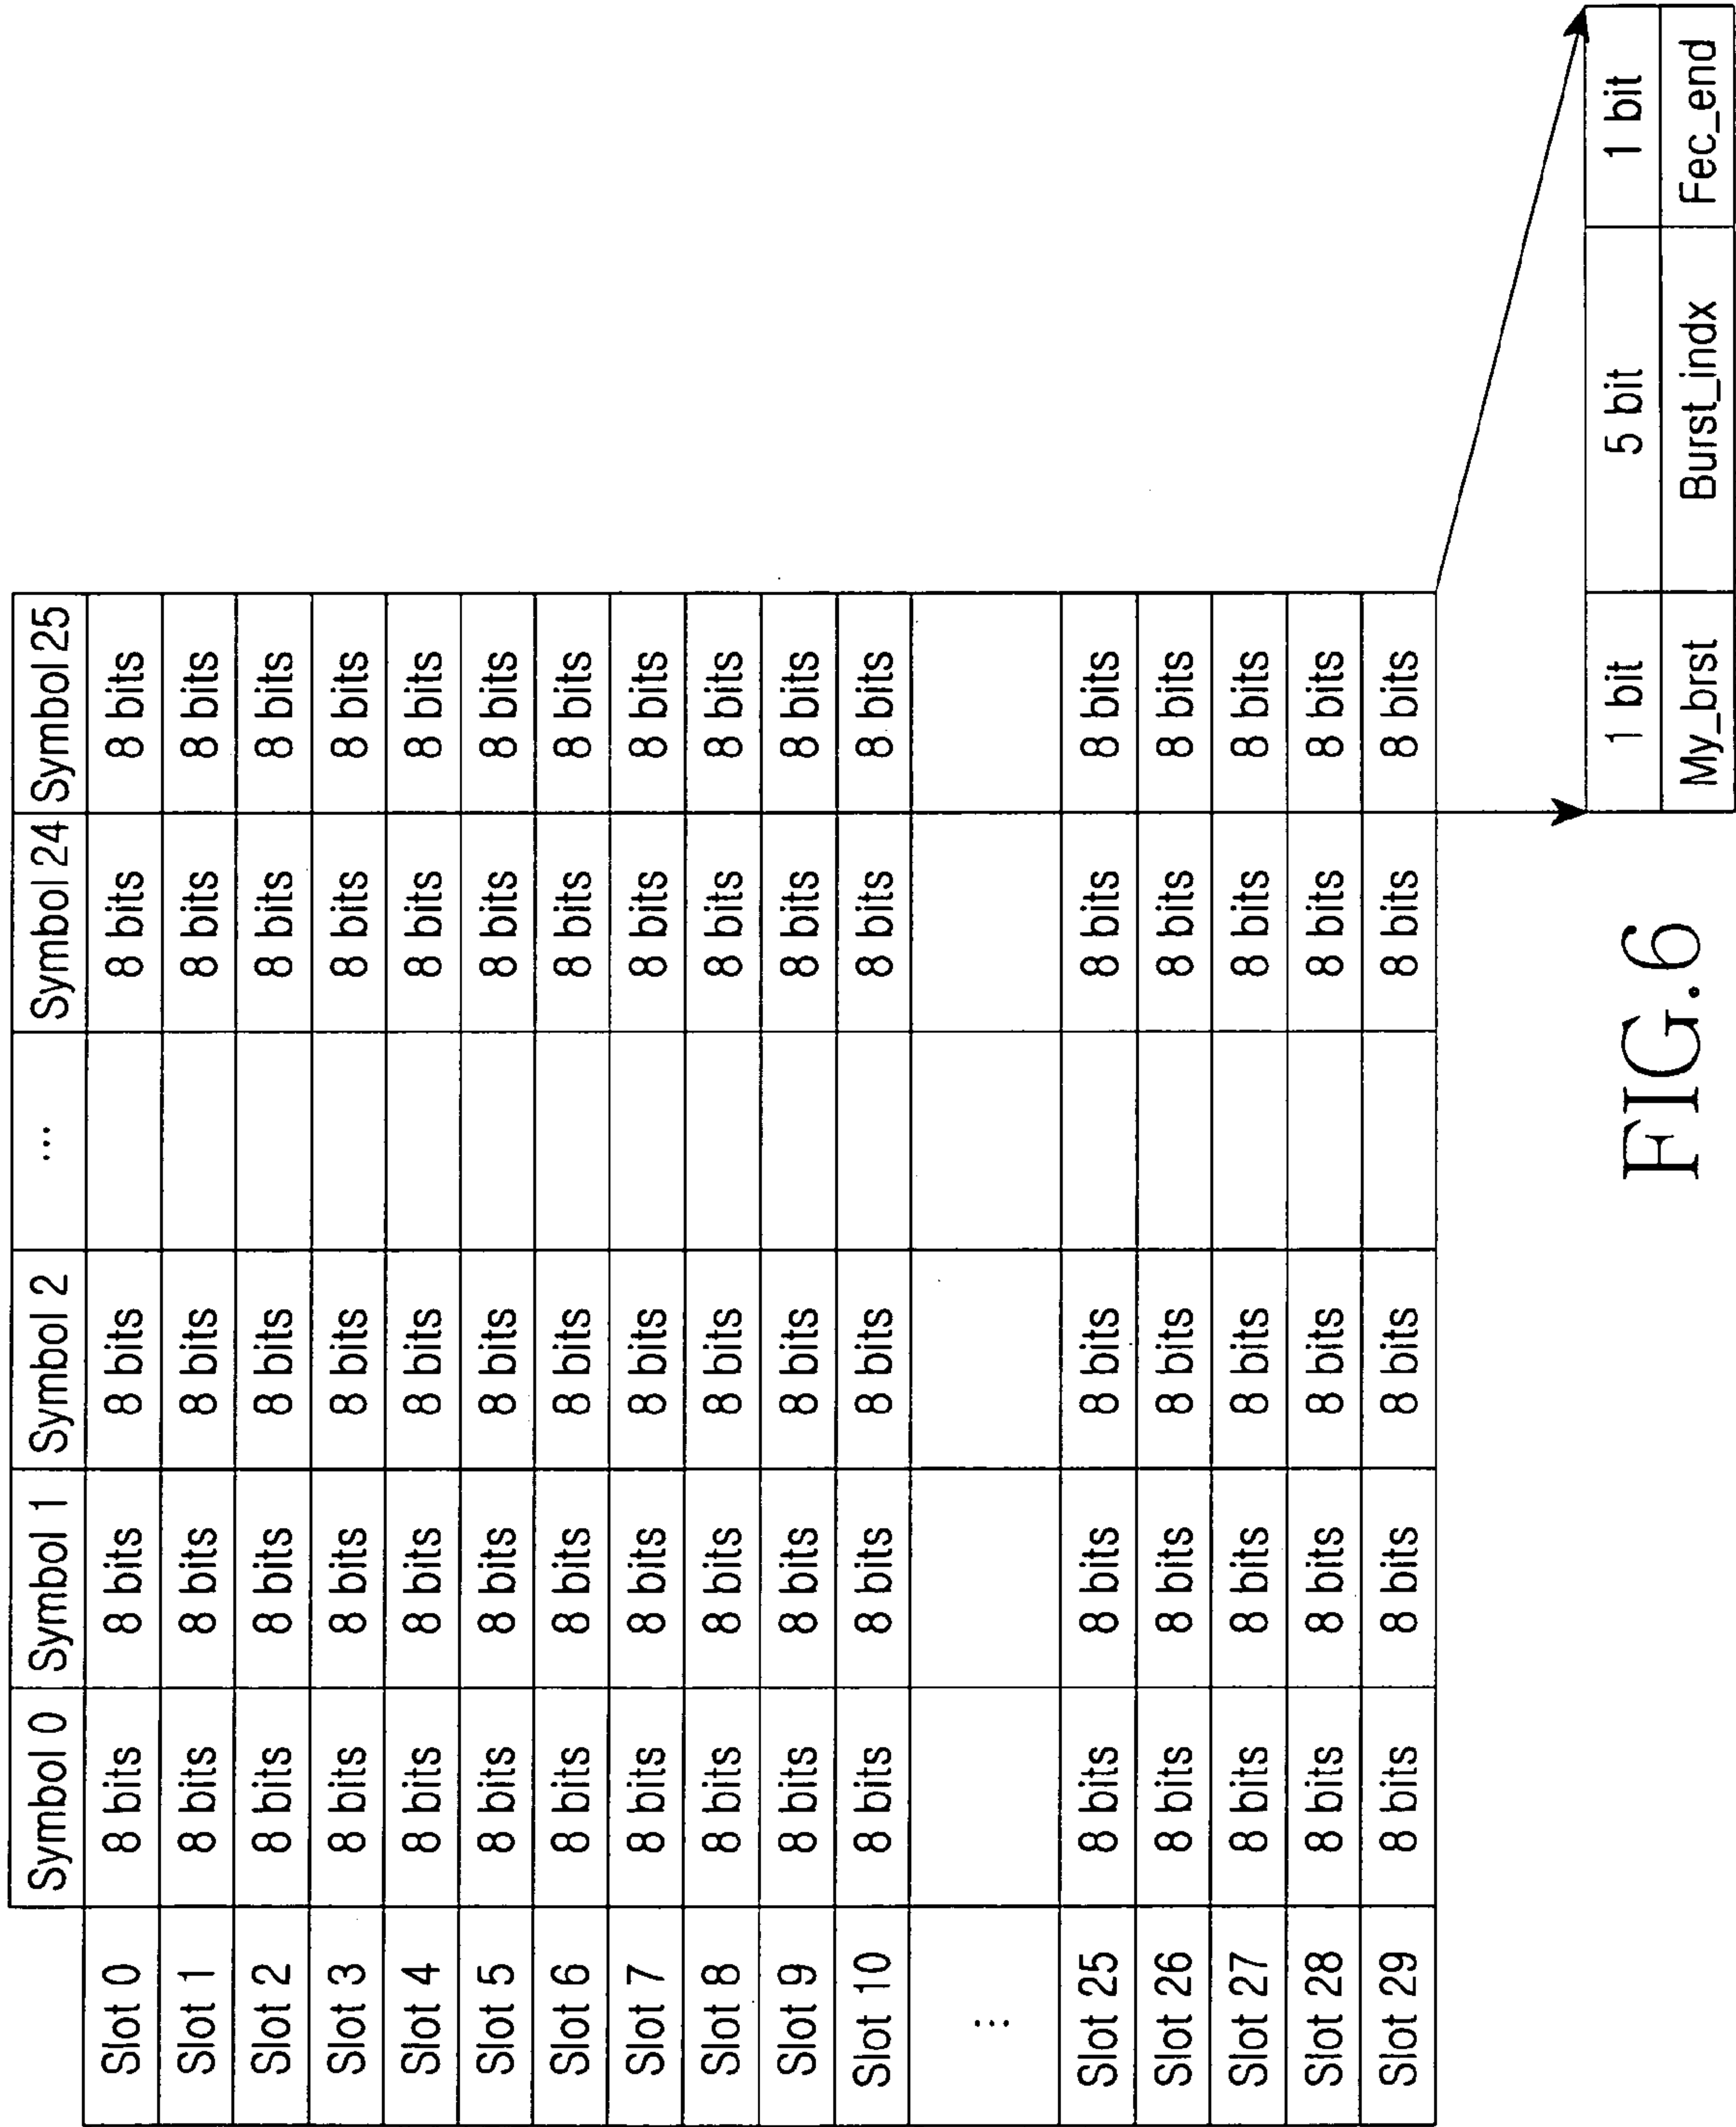 Symbol 0 Symbol 1 Symbol 2 ... Symbol 24 Symbol 25
Slot 0 8 bits 8 bits 8 bits 8 bits 8 bits
Slot 1 8 bits 8 bits 8 bits 8 bits 8 bits
Slot 2 8 bits 8 bits 8 bits 8 bits 8 bits
Slot 3 8 bits 8 bits 8 bits 8 bits 8 bits
Slot 4 8 bits 8 bits 8 bits 8 bits 8 bits
Slot 5 8 bits 8 bits 8 bits 8 bits 8 bits
Slot 6 8 bits 8 bits 8 bits 8 bits 8 bits
Slot 7 8 bits 8 bits 8 bits 8 bits 8 bits
Slot 8 8 bits 8 bits 8 bits 8 bits 8 bits
Slot 9 8 bits 8 bits 8 bits 8 bits 8 bits
Slot 10 8 bits 8 bits 8 bits 8 bits 8 bits
...
Slot 25 8 bits 8 bits 8 bits 8 bits 8 bits
Slot 26 8 bits 8 bits 8 bits 8 bits 8 bits
Slot 27 8 bits 8 bits 8 bits 8 bits 8 bits
Slot 28 8 bits 8 bits 8 bits 8 bits 8 bits
Slot 29 8 bits 8 bits 8 bits 8 bits 8 bits
1 bit 5 bit 1 bit
My_brst Burst_indx Fec_end
FIG.6